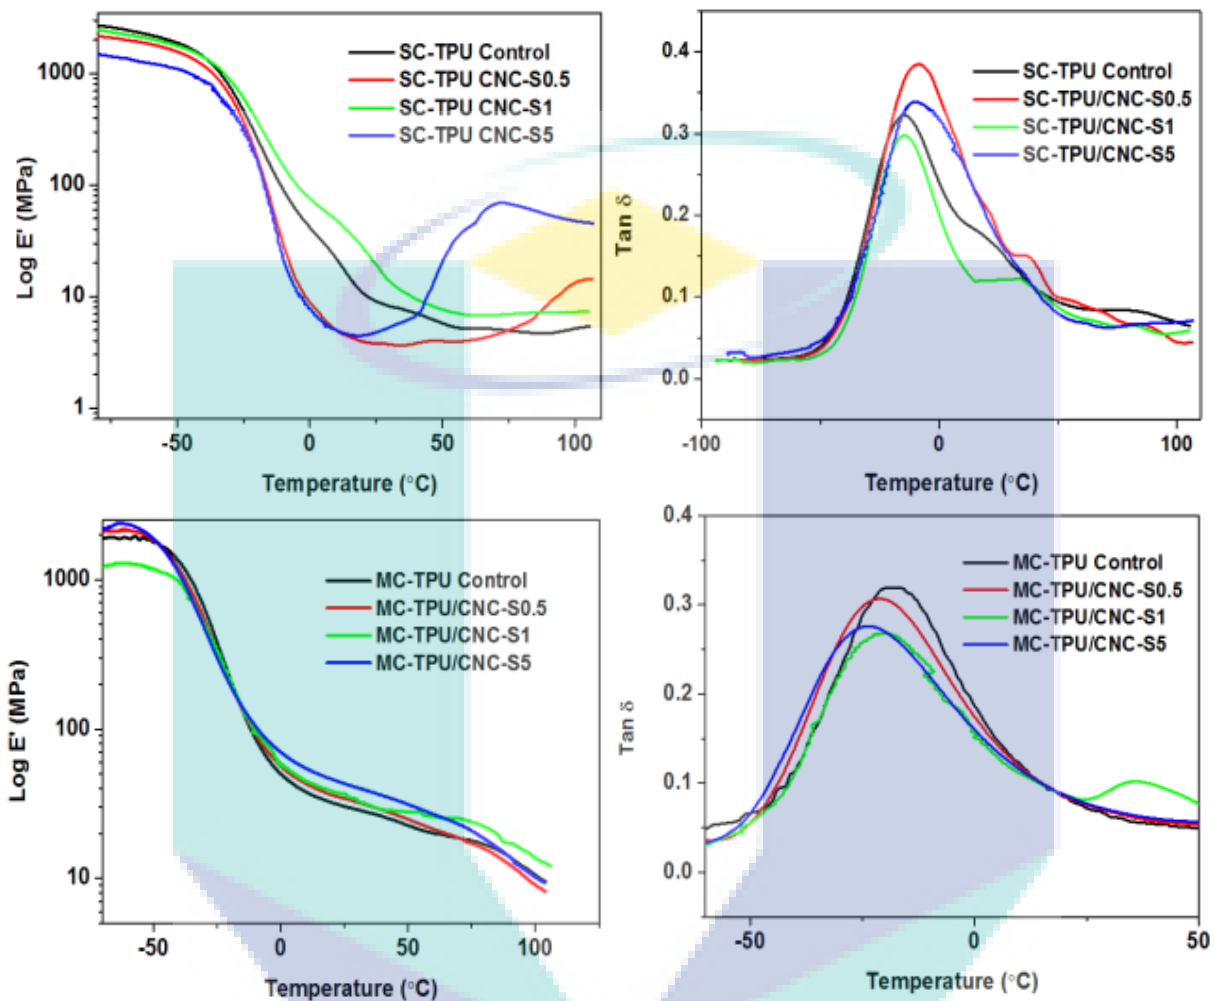 1000
100
10
1
Log E' (MPa)
SC-TPU Control
SC-TPU CNC-S0.5
SC-TPU CNC-S1
SC-TPU CNC-S5
-50
0
50
100
Temperature (°C)
0.4
0.3
0.2
0.1
0.0
Tan δ
SC-TPU Control
SC-TPU/CNC-S0.5
SC-TPU/CNC-S1
SC-TPU/CNC-S5
-100
-50
0
50
100
Temperature (°C)
1000
100
10
Log E' (MPa)
MC-TPU Control
MC-TPU/CNC-S0.5
MC-TPU/CNC-S1
MC-TPU/CNC-S5
-50
0
50
100
Temperature (°C)
0.4
0.3
0.2
0.1
0.0
Tan δ
MC-TPU Control
MC-TPU/CNC-S0.5
MC-TPU/CNC-S1
MC-TPU/CNC-S5
-50
0
50
Temperature (°C)